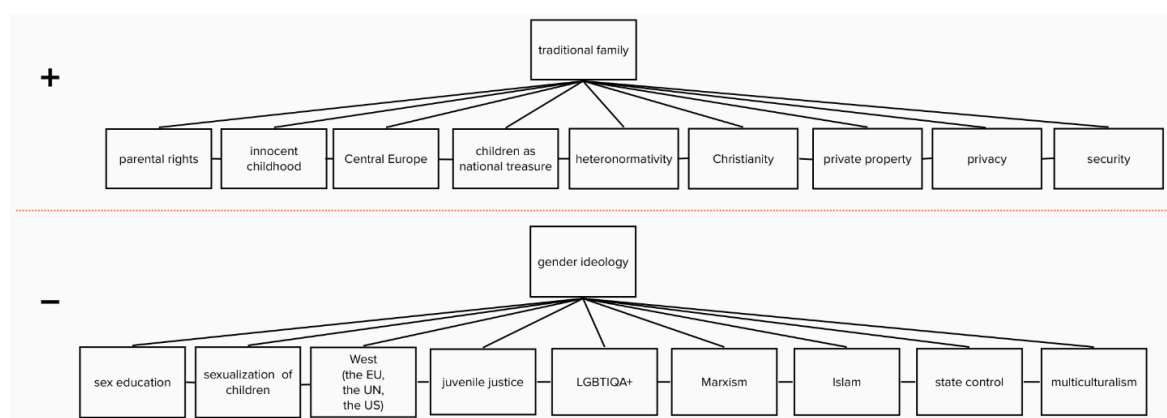 traditional family
+
parental rights
innocent
childhood
Central Europe
children as
national treasure
heteronormativity
Christianity
private property
privacy
security
gender ideology
–
sex education
sexualization of
children
West
(the EU,
the UN,
the US)
juvenile justice
LGBTIQA+
Marxism
Islam
state control
multiculturalism